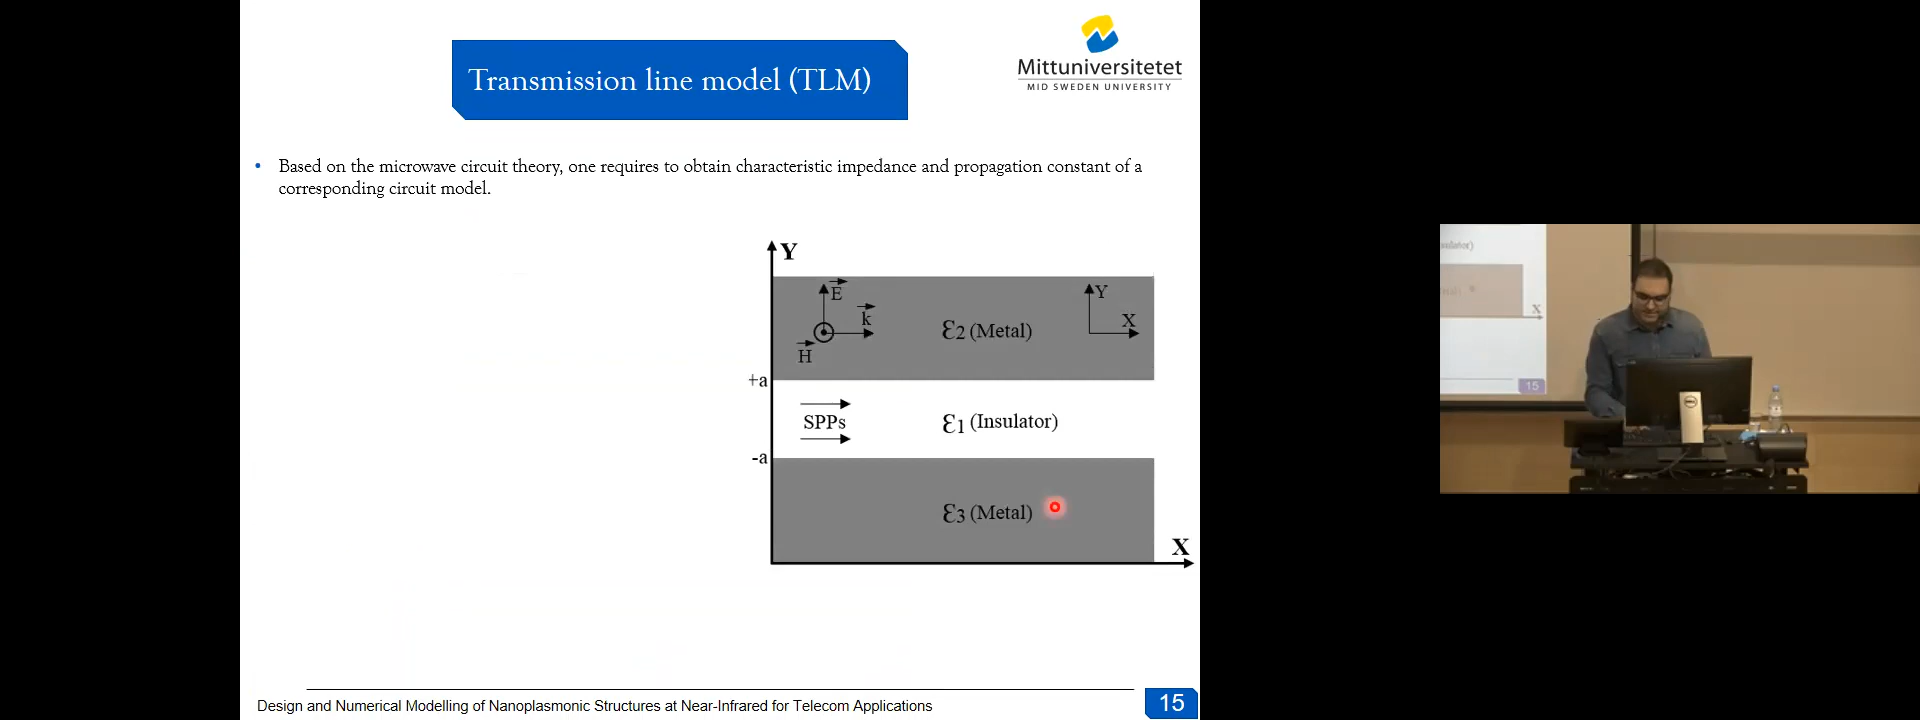 Transmission line model (TLM)
Mittuniversitetet
MID SWEDEN UNIVERSITY
• Based on the microwave circuit theory, one requires to obtain characteristic impedance and propagation constant of a
corresponding circuit model.
Y
E
k
H
ε2 (Metal)
Y
X
+a
SPPs
ε1 (Insulator)
-a
ε3 (Metal)
X
Design and Numerical Modelling of Nanoplasmonic Structures at Near-Infrared for Telecom Applications
15
X
15
DELL